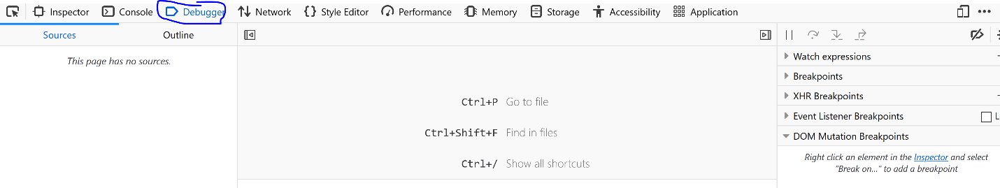 Inspector Console Debugger Network Style Editor Performance Memory Storage Accessibility Application
Sources Outline
This page has no sources.
Ctrl+P Go to file
Ctrl+Shift+F Find in files
Ctrl+/ Show all shortcuts
Watch expressions
Breakpoints
XHR Breakpoints
Event Listener Breakpoints L
DOM Mutation Breakpoints
Right click an element in the Inspector and select
"Break on..." to add a breakpoint